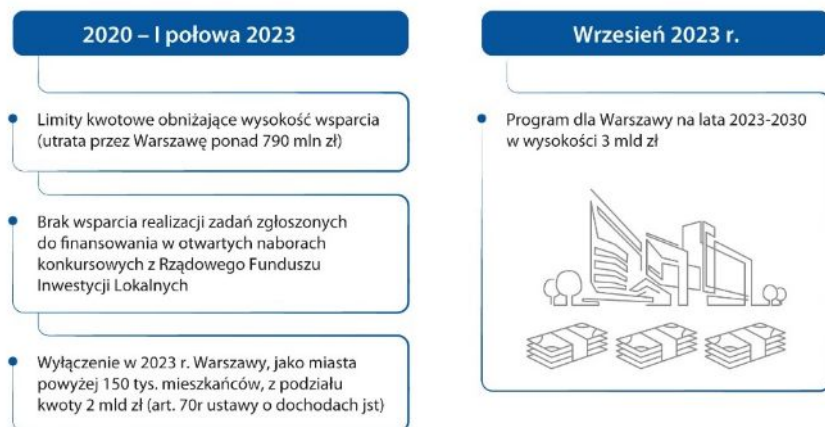 2020 – I połowa 2023
Limity kwotowe obniżające wysokość wsparcia
(utrata przez Warszawę ponad 790 mln zł)
Brak wsparcia realizacji zadań zgłoszonych
do finansowania w otwartych naborach
konkursowych z Rządowego Funduszu
Inwestycji Lokalnych
Wyłączenie w 2023 r. Warszawy, jako miasta
powyżej 150 tys. mieszkańców, z podziału
kwoty 2 mld zł (art. 70r ustawy o dochodach jst)
Wrzesień 2023 r.
Program dla Warszawy na lata 2023-2030
w wysokości 3 mld zł